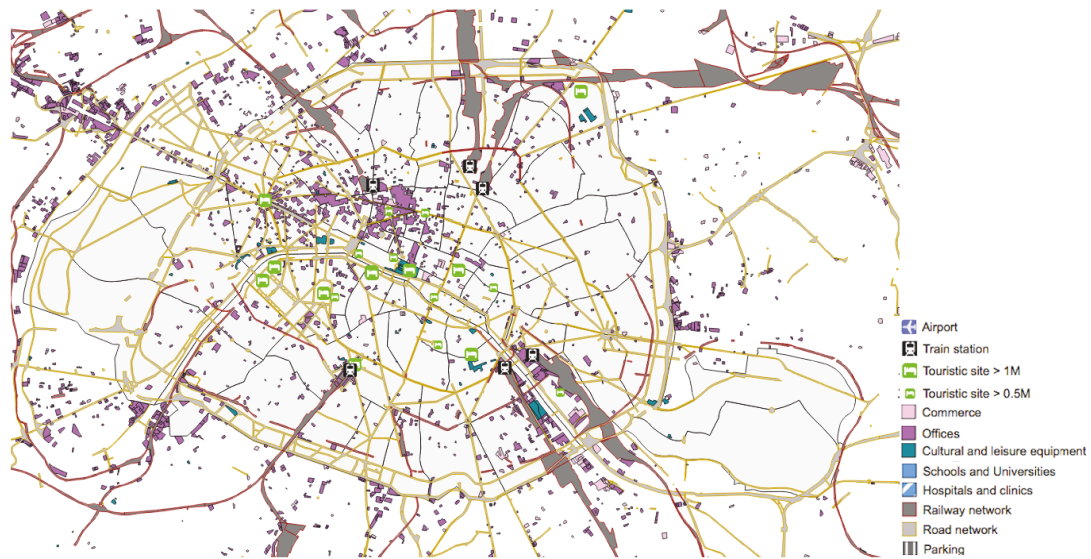 Airport
Train station
Touristic site > 1M
Touristic site > 0.5M
Commerce
Offices
Cultural and leisure equipment
Schools and Universities
Hospitals and clinics
Railway network
Road network
Parking